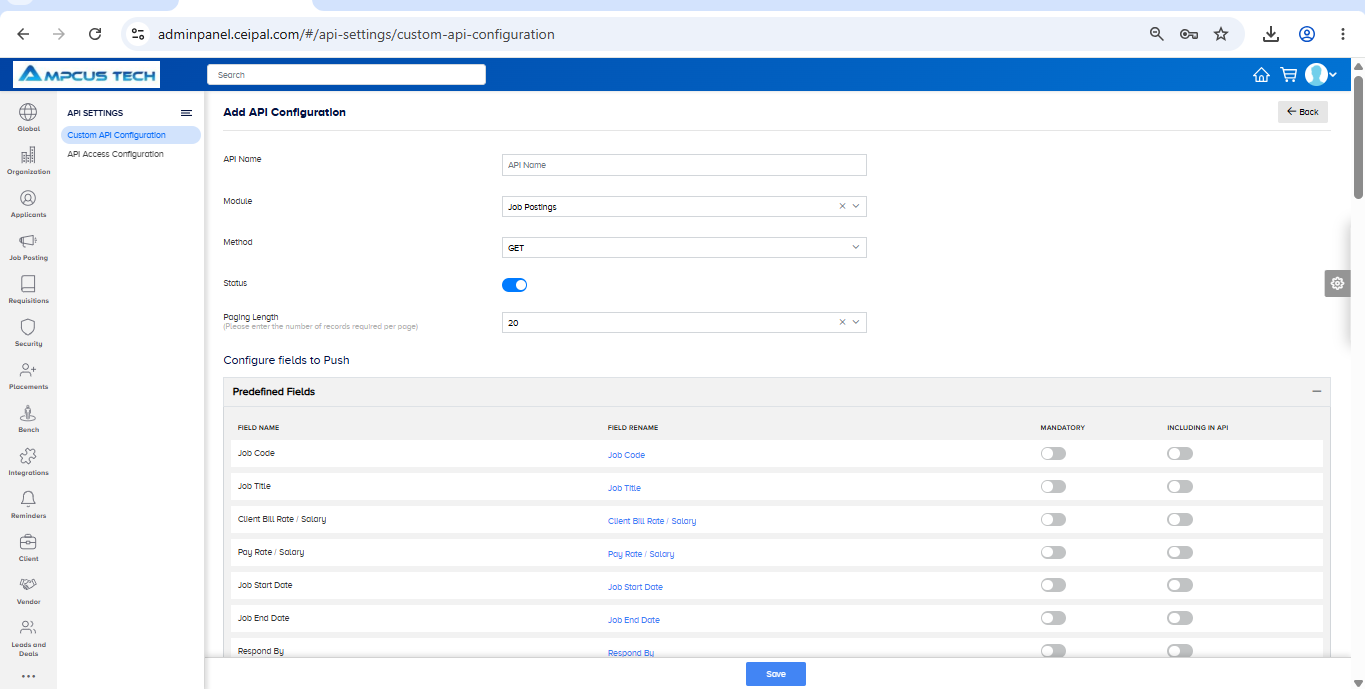 adminpanel.ceipal.com/#/api-settings/custom-api-configuration
AMPCUS TECH
Search
Global
Organization
Applicants
Job Posting
Requisitions
Security
Placements
Bench
Integrations
Reminders
Client
Vendor
Leads and
Deals
API SETTINGS
Custom API Configuration
API Access Configuration
Add API Configuration
Back
API Name
API Name
Module
Job Postings
Method
GET
Status
Paging Length
(Please enter the number of records required per page)
20
Configure fields to Push
Predefined Fields
FIELD NAME FIELD RENAME MANDATORY INCLUDING IN API
Job Code Job Code
Job Title Job Title
Client Bill Rate / Salary Client Bill Rate / Salary
Pay Rate / Salary Pay Rate / Salary
Job Start Date Job Start Date
Job End Date Job End Date
Respond By Respond By
Save